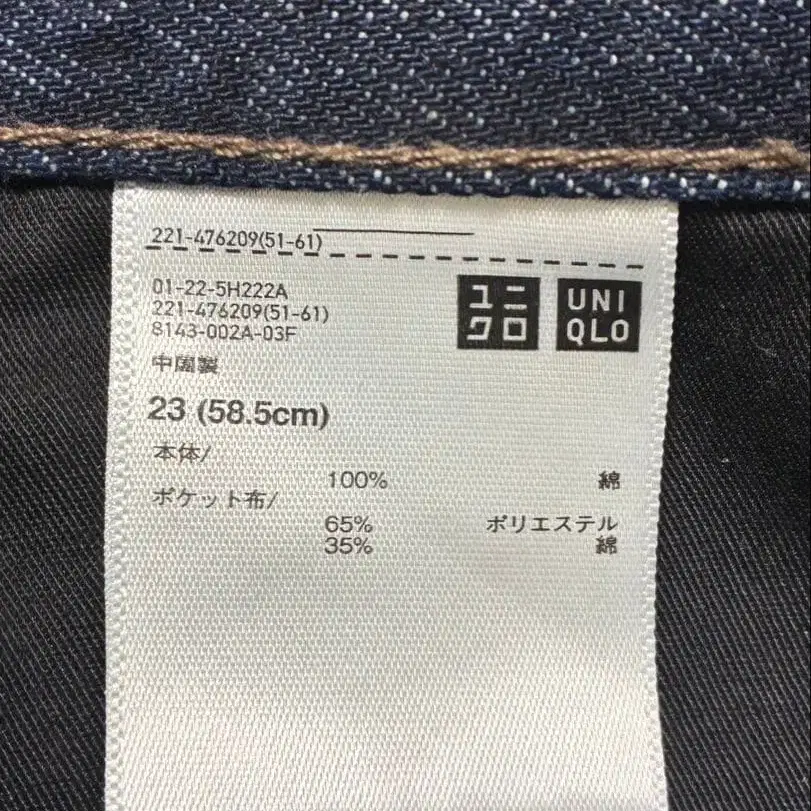 221-476209(51-61)
01-22-5H222A
221-476209(51-61)
8143-002A-03F
中国製
ユニ
クロ
UNI
QLO
23 (58.5cm)
本体/
100% 綿
ポケット布/
65% ポリエステル
35% 綿